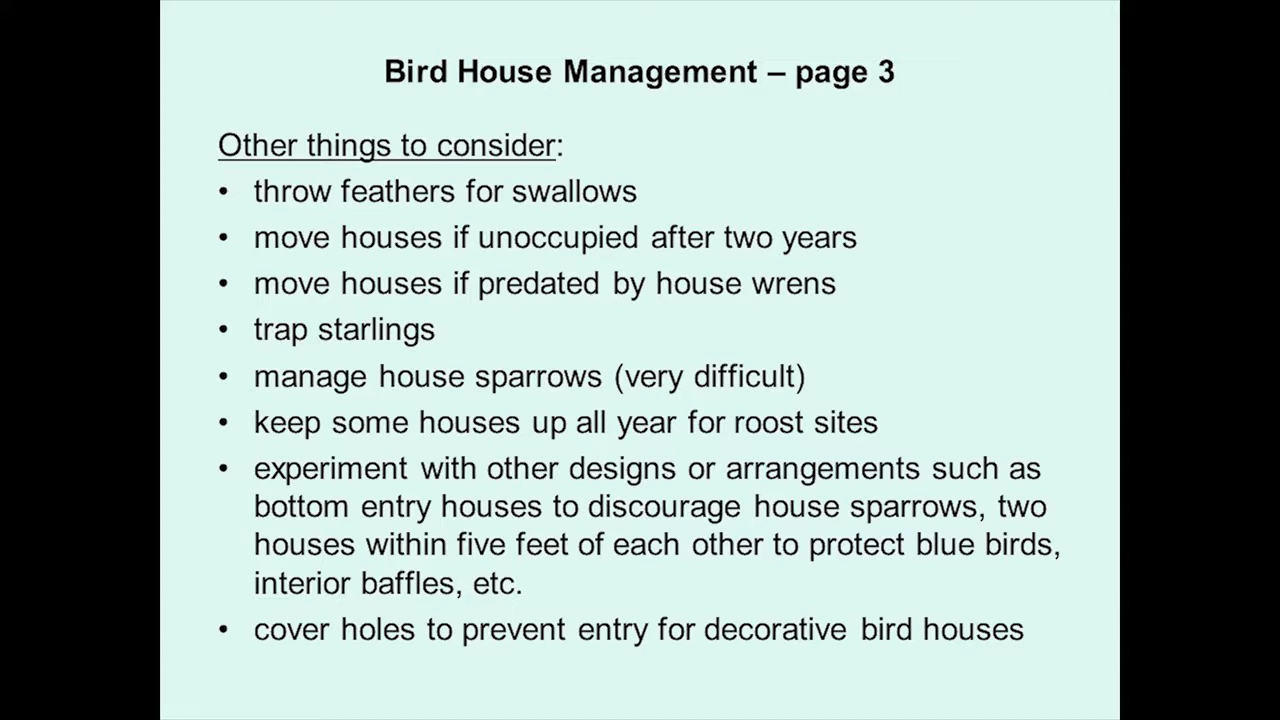 Bird House Management – page 3
Other things to consider:
• throw feathers for swallows
• move houses if unoccupied after two years
• move houses if predated by house wrens
• trap starlings
• manage house sparrows (very difficult)
• keep some houses up all year for roost sites
• experiment with other designs or arrangements such as
bottom entry houses to discourage house sparrows, two
houses within five feet of each other to protect blue birds,
interior baffles, etc.
• cover holes to prevent entry for decorative bird houses